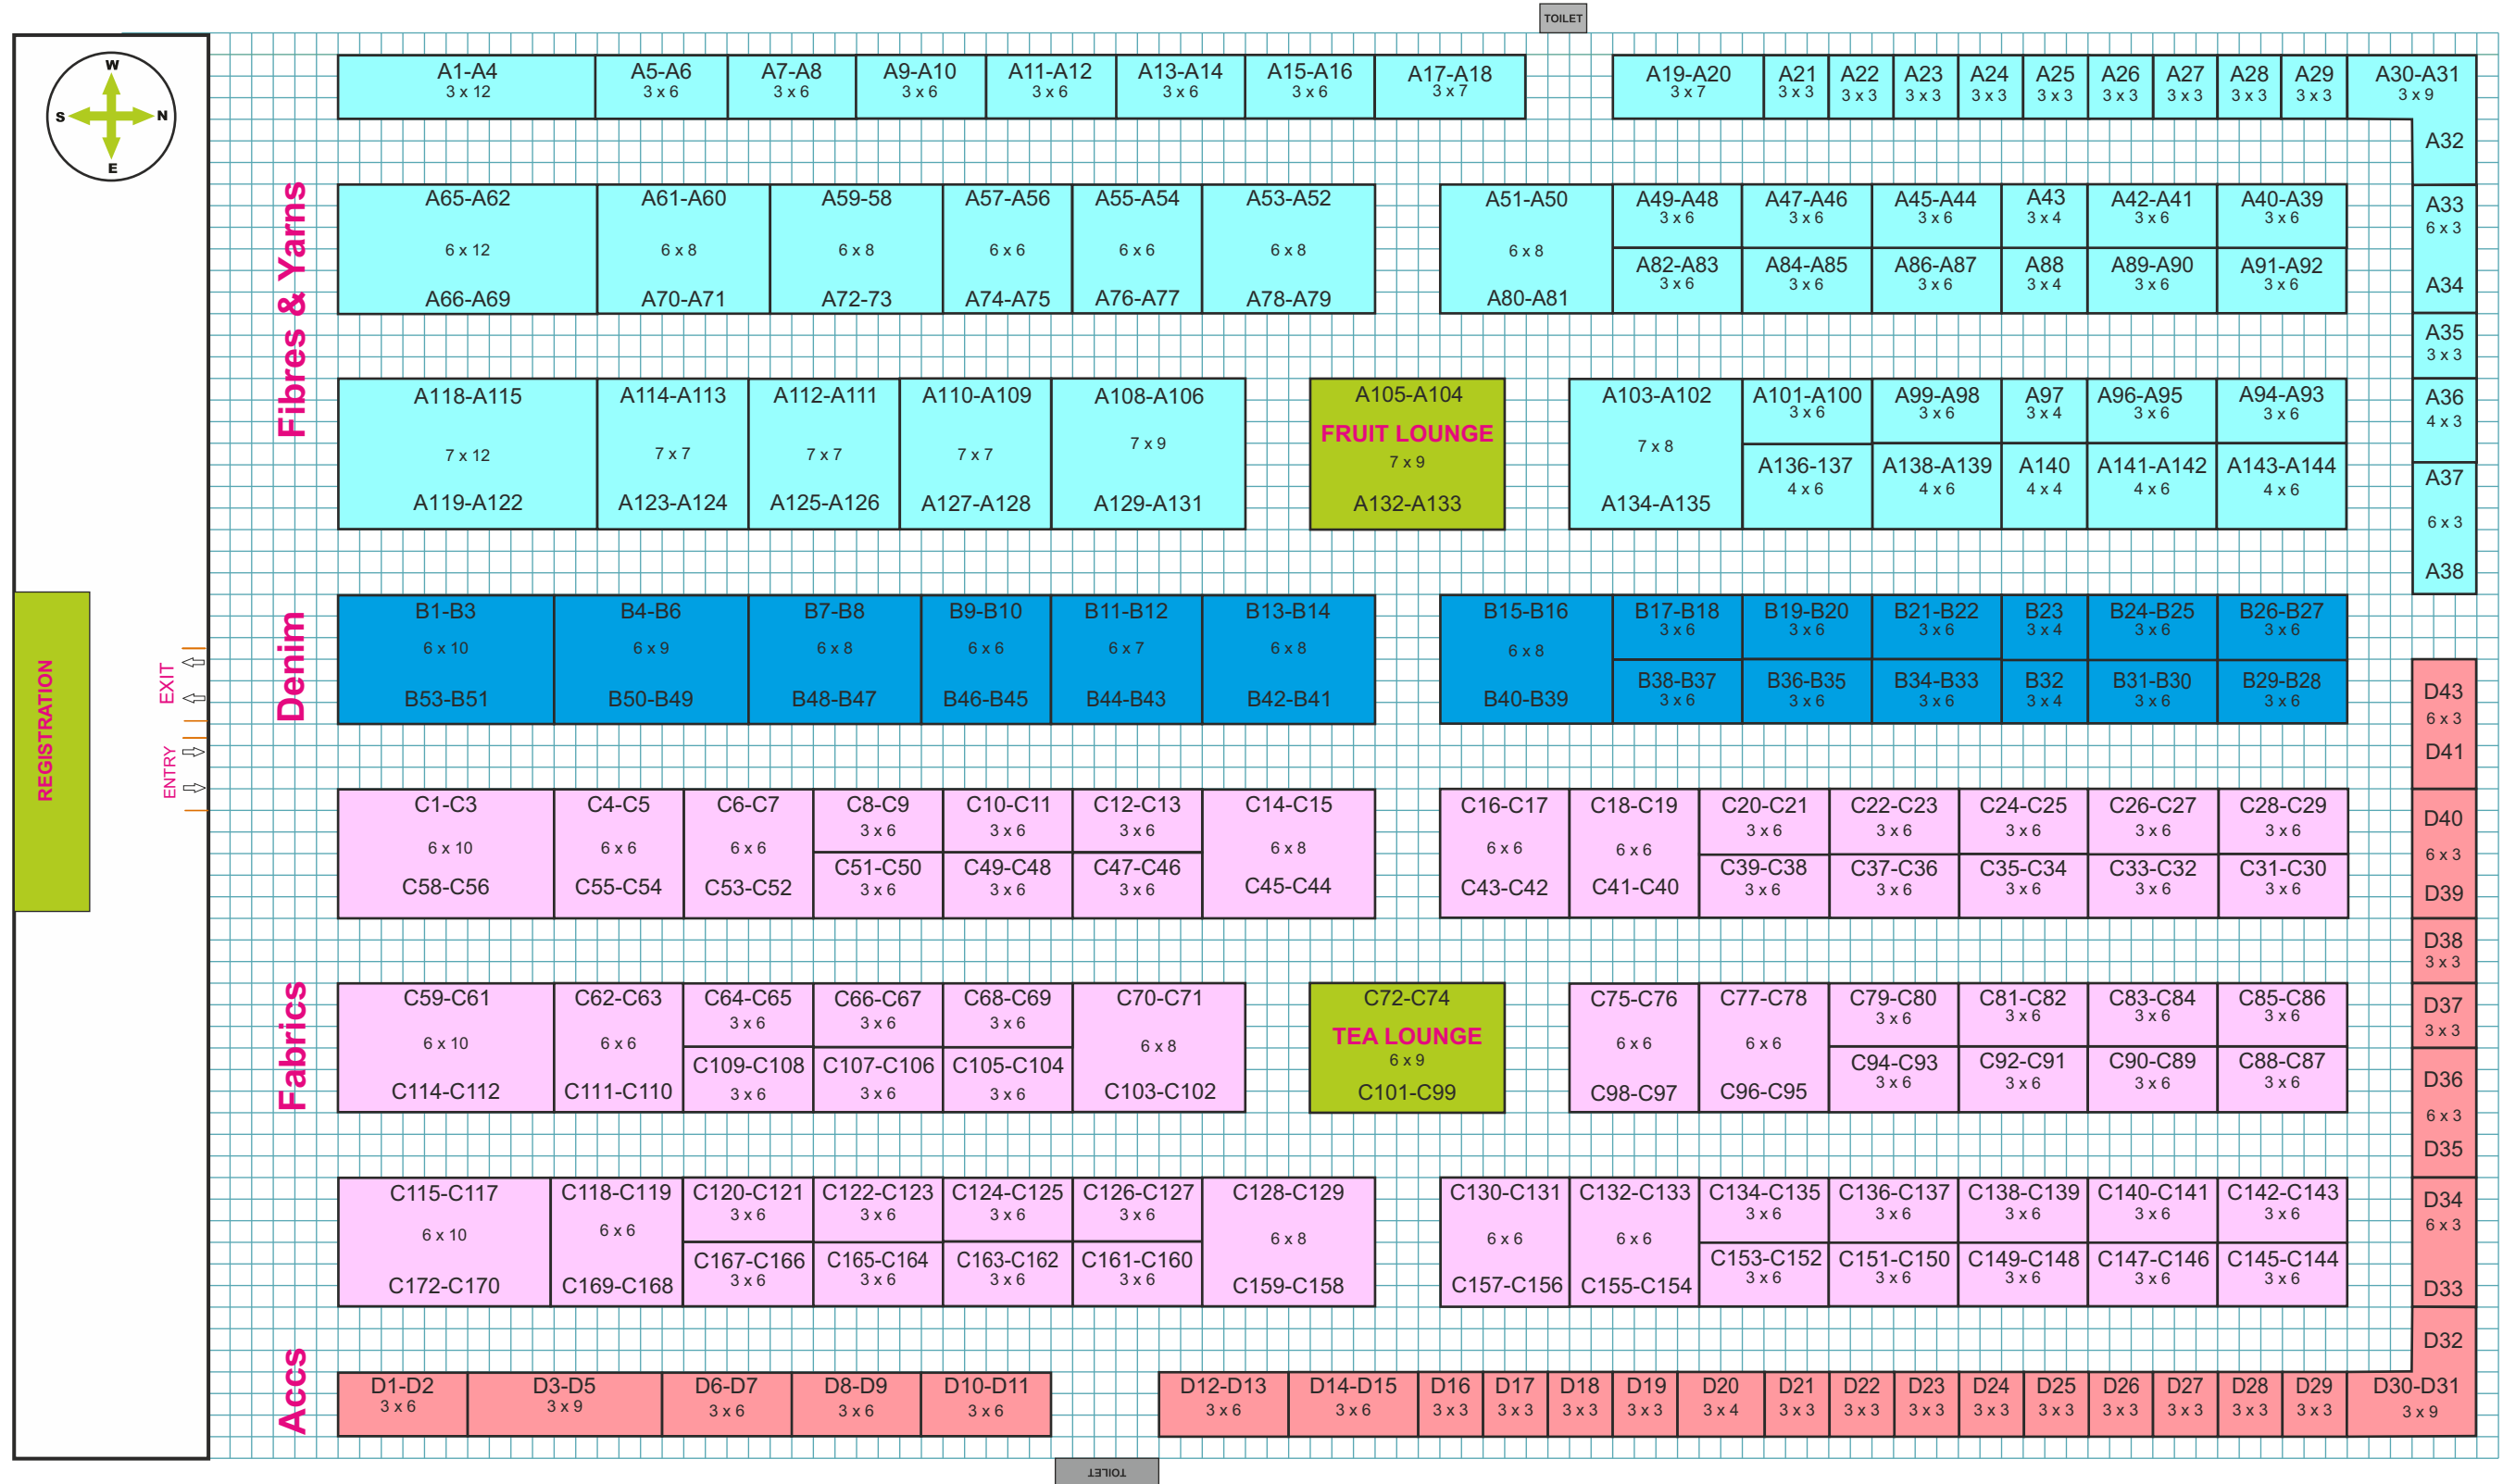 TOILET
W
S
N
E
Fibres & Yarns
Denim
Fabrics
Accs
REGISTRATION
EXIT
ENTRY
A1-A4
3 x 12
A5-A6
3 x 6
A7-A8
3 x 6
A9-A10
3 x 6
A11-A12
3 x 6
A13-A14
3 x 6
A15-A16
3 x 6
A17-A18
3 x 7
A19-A20
3 x 7
A21
3 x 3
A22
3 x 3
A23
3 x 3
A24
3 x 3
A25
3 x 3
A26
3 x 3
A27
3 x 3
A28
3 x 3
A29
3 x 3
A30-A31
3 x 9
A32
A65-A62
6 x 12
A66-A69
A61-A60
6 x 8
A70-A71
A59-58
6 x 8
A72-73
A57-A56
6 x 6
A74-A75
A55-A54
6 x 6
A76-A77
A53-A52
6 x 8
A78-A79
A51-A50
6 x 8
A80-A81
A49-A48
3 x 6
A47-A46
3 x 6
A45-A44
3 x 6
A43
3 x 4
A42-A41
3 x 6
A40-A39
3 x 6
A82-A83
3 x 6
A84-A85
3 x 6
A86-A87
3 x 6
A88
3 x 4
A89-A90
3 x 6
A91-A92
3 x 6
A33
6 x 3
A34
A35
3 x 3
A36
4 x 3
A37
6 x 3
A38
A118-A115
7 x 12
A119-A122
A114-A113
7 x 7
A123-A124
A112-A111
7 x 7
A125-A126
A110-A109
7 x 7
A127-A128
A108-A106
7 x 9
A129-A131
A105-A104
FRUIT LOUNGE
7 x 9
A132-A133
A103-A102
7 x 8
A134-A135
A101-A100
3 x 6
A99-A98
3 x 6
A97
3 x 4
A96-A95
3 x 6
A94-A93
3 x 6
A136-137
4 x 6
A138-A139
4 x 6
A140
4 x 4
A141-A142
4 x 6
A143-A144
4 x 6
B1-B3
6 x 10
B53-B51
B4-B6
6 x 9
B50-B49
B7-B8
6 x 8
B48-B47
B9-B10
6 x 6
B46-B45
B11-B12
6 x 7
B44-B43
B13-B14
6 x 8
B42-B41
B15-B16
6 x 8
B40-B39
B17-B18
3 x 6
B19-B20
3 x 6
B21-B22
3 x 6
B23
3 x 4
B24-B25
3 x 6
B26-B27
3 x 6
B38-B37
3 x 6
B36-B35
3 x 6
B34-B33
3 x 6
B32
3 x 4
B31-B30
3 x 6
B29-B28
3 x 6
D43
6 x 3
D41
C1-C3
6 x 10
C58-C56
C4-C5
6 x 6
C55-C54
C6-C7
6 x 6
C53-C52
C8-C9
3 x 6
C10-C11
3 x 6
C12-C13
3 x 6
C51-C50
3 x 6
C49-C48
3 x 6
C47-C46
3 x 6
C14-C15
6 x 8
C45-C44
C16-C17
6 x 6
C43-C42
C18-C19
6 x 6
C41-C40
C20-C21
3 x 6
C22-C23
3 x 6
C24-C25
3 x 6
C26-C27
3 x 6
C28-C29
3 x 6
C39-C38
3 x 6
C37-C36
3 x 6
C35-C34
3 x 6
C33-C32
3 x 6
C31-C30
3 x 6
D40
6 x 3
D39
D38
3 x 3
C59-C61
6 x 10
C114-C112
C62-C63
6 x 6
C111-C110
C64-C65
3 x 6
C66-C67
3 x 6
C68-C69
3 x 6
C109-C108
3 x 6
C107-C106
3 x 6
C105-C104
3 x 6
C70-C71
6 x 8
C103-C102
C72-C74
TEA LOUNGE
6 x 9
C101-C99
C75-C76
6 x 6
C98-C97
C77-C78
6 x 6
C96-C95
C79-C80
3 x 6
C81-C82
3 x 6
C83-C84
3 x 6
C85-C86
3 x 6
C94-C93
3 x 6
C92-C91
3 x 6
C90-C89
3 x 6
C88-C87
3 x 6
D37
3 x 3
D36
6 x 3
D35
C115-C117
6 x 10
C172-C170
C118-C119
6 x 6
C169-C168
C120-C121
3 x 6
C122-C123
3 x 6
C124-C125
3 x 6
C126-C127
3 x 6
C167-C166
3 x 6
C165-C164
3 x 6
C163-C162
3 x 6
C161-C160
3 x 6
C128-C129
6 x 8
C159-C158
C130-C131
6 x 6
C157-C156
C132-C133
6 x 6
C155-C154
C134-C135
3 x 6
C136-C137
3 x 6
C138-C139
3 x 6
C140-C141
3 x 6
C142-C143
3 x 6
C153-C152
3 x 6
C151-C150
3 x 6
C149-C148
3 x 6
C147-C146
3 x 6
C145-C144
3 x 6
D34
6 x 3
D33
D32
D1-D2
3 x 6
D3-D5
3 x 9
D6-D7
3 x 6
D8-D9
3 x 6
D10-D11
3 x 6
D12-D13
3 x 6
D14-D15
3 x 6
D16
3 x 3
D17
3 x 3
D18
3 x 3
D19
3 x 3
D20
3 x 4
D21
3 x 3
D22
3 x 3
D23
3 x 3
D24
3 x 3
D25
3 x 3
D26
3 x 3
D27
3 x 3
D28
3 x 3
D29
3 x 3
D30-D31
3 x 9
TOILET